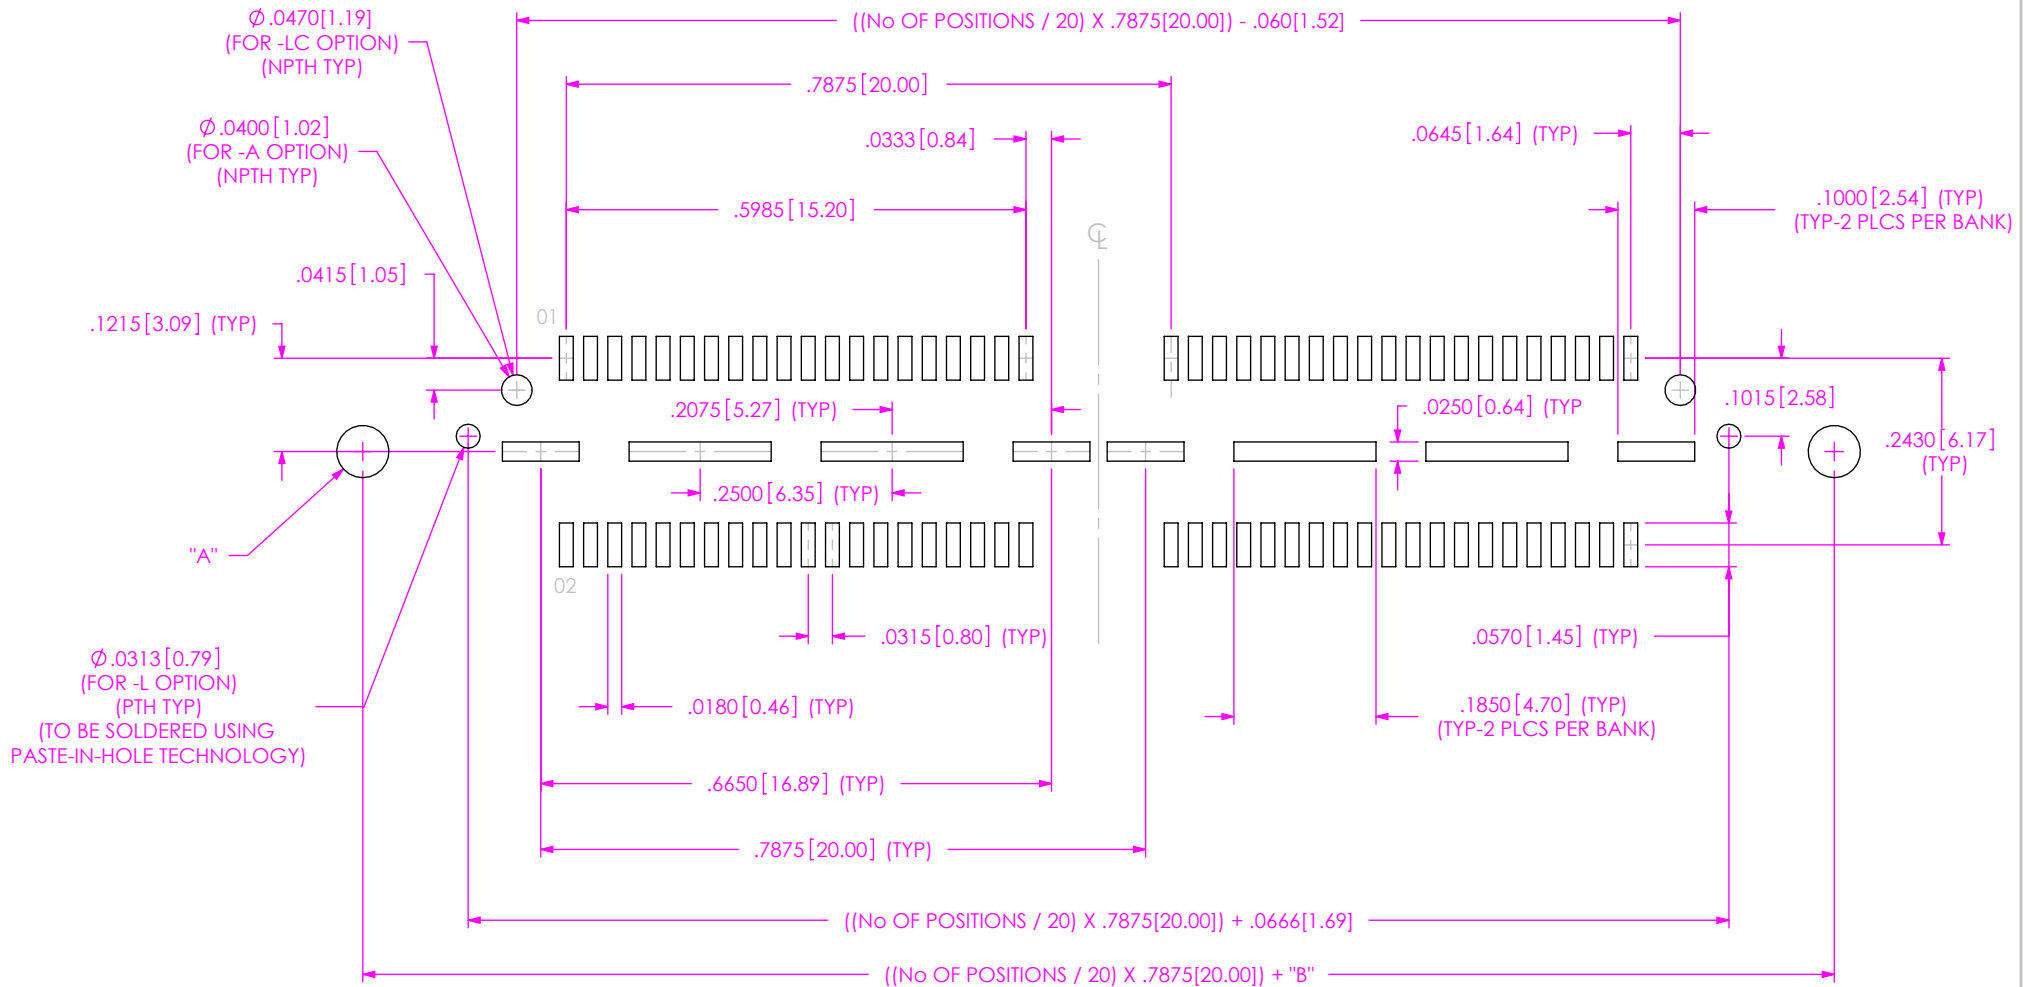 Ø.0470[1.19]
(FOR -LC OPTION)
(NPTH TYP)
((No OF POSITIONS / 20) X .7875[20.00]) - .060[1.52]
.7875[20.00]
Ø.0400[1.02]
(FOR -A OPTION)
(NPTH TYP)
.0333[0.84]
.0645[1.64] (TYP)
.5985[15.20]
.1000[2.54] (TYP)
(TYP-2 PLCS PER BANK)
℄
.0415[1.05]
.1215[3.09] (TYP)
01
.2075[5.27] (TYP)
.0250[0.64] (TYP
.1015[2.58]
.2430[6.17]
(TYP)
.2500[6.35] (TYP)
"A"
02
.0315[0.80] (TYP)
.0570[1.45] (TYP)
Ø.0313[0.79]
(FOR -L OPTION)
(PTH TYP)
(TO BE SOLDERED USING
PASTE-IN-HOLE TECHNOLOGY)
.0180[0.46] (TYP)
.1850[4.70] (TYP)
(TYP-2 PLCS PER BANK)
.6650[16.89] (TYP)
.7875[20.00] (TYP)
((No OF POSITIONS / 20) X .7875[20.00]) + .0666[1.69]
((No OF POSITIONS / 20) X .7875[20.00]) + "B"